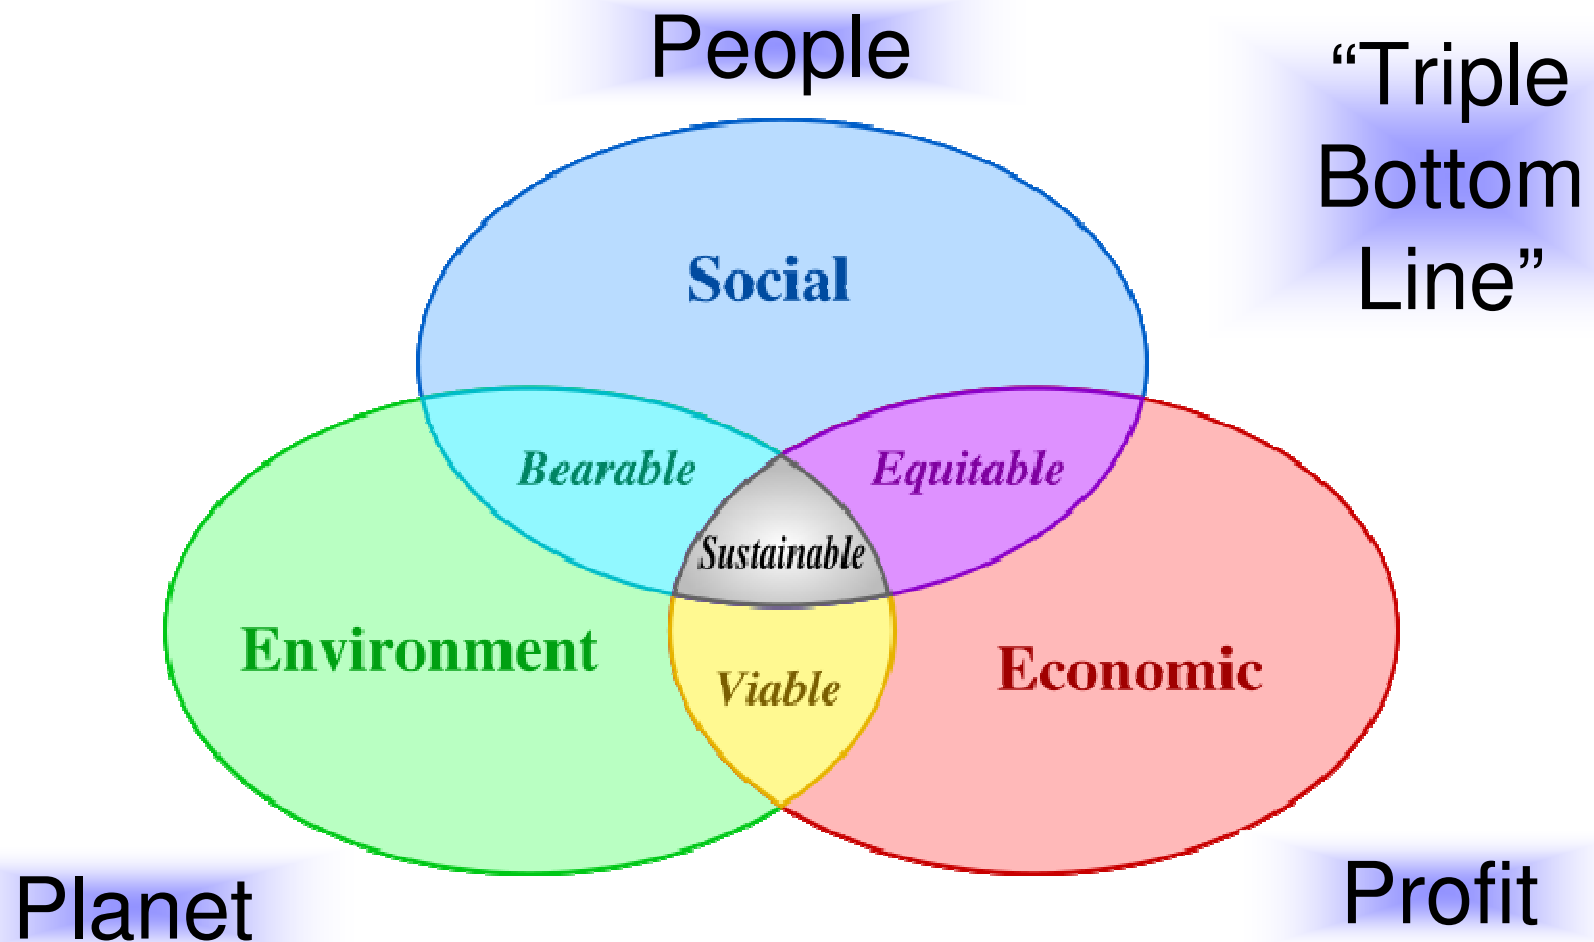 People
“Triple
Bottom
Line”
Social
Bearable
Equitable
Sustainable
Environment
Economic
Viable
Planet
Profit